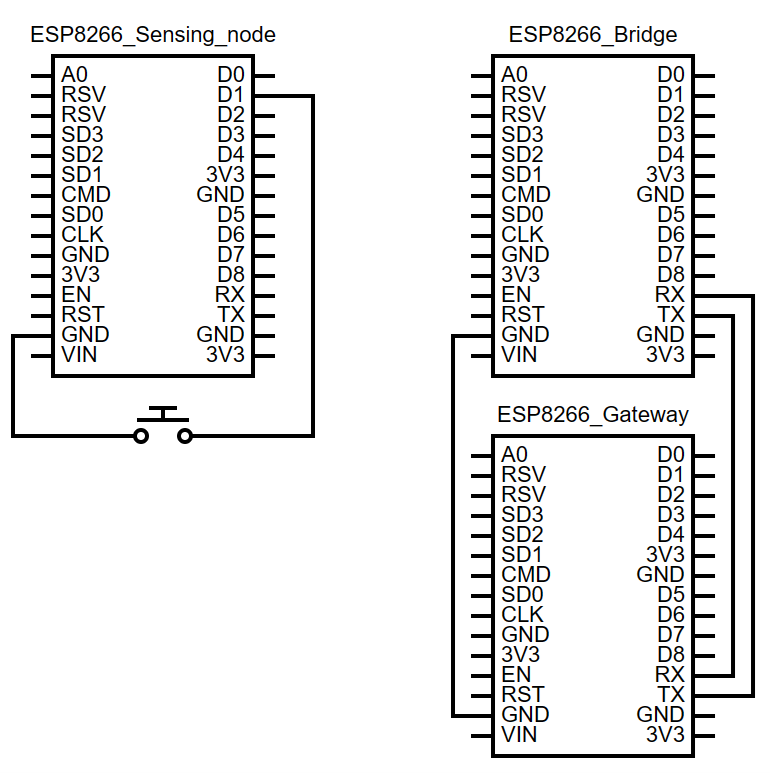 ESP8266_Sensing_node
A0 D0
RSV D1
RSV D2
SD3 D3
SD2 D4
SD1 3V3
CMD GND
SD0 D5
CLK D6
GND D7
3V3 D8
EN RX
RST TX
GND GND
VIN 3V3
ESP8266_Bridge
A0 D0
RSV D1
RSV D2
SD3 D3
SD2 D4
SD1 3V3
CMD GND
SD0 D5
CLK D6
GND D7
3V3 D8
EN RX
RST TX
GND GND
VIN 3V3
ESP8266_Gateway
A0 D0
RSV D1
RSV D2
SD3 D3
SD2 D4
SD1 3V3
CMD GND
SD0 D5
CLK D6
GND D7
3V3 D8
EN RX
RST TX
GND GND
VIN 3V3